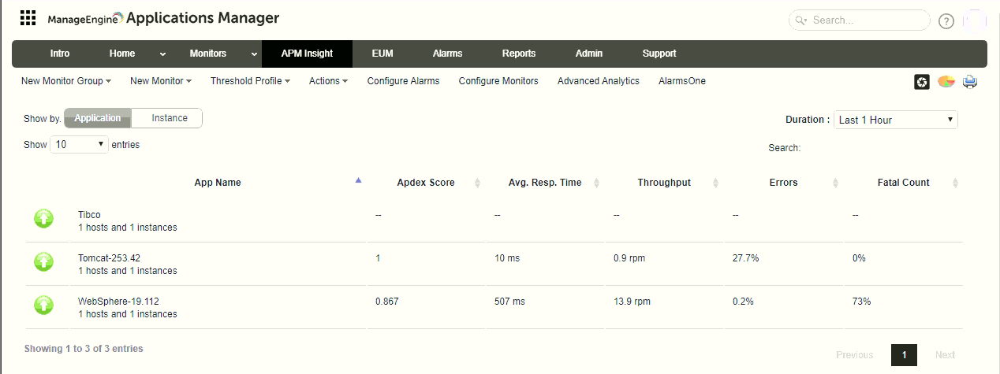 ManageEngine Applications Manager
Search...
?
Intro Home Monitors APM Insight EUM Alarms Reports Admin Support
New Monitor Group New Monitor Threshold Profile Actions Configure Alarms Configure Monitors Advanced Analytics AlarmsOne
Show by. Application Instance
Duration : Last 1 Hour
Show 10 entries
Search:
App Name Apdex Score Avg. Resp. Time Throughput Errors Fatal Count
Tibco -- -- -- -- --
1 hosts and 1 instances
Tomcat-253.42 1 10 ms 0.9 rpm 27.7% 0%
1 hosts and 1 instances
WebSphere-19.112 0.867 507 ms 13.9 rpm 0.2% 73%
1 hosts and 1 instances
Showing 1 to 3 of 3 entries
Previous 1 Next